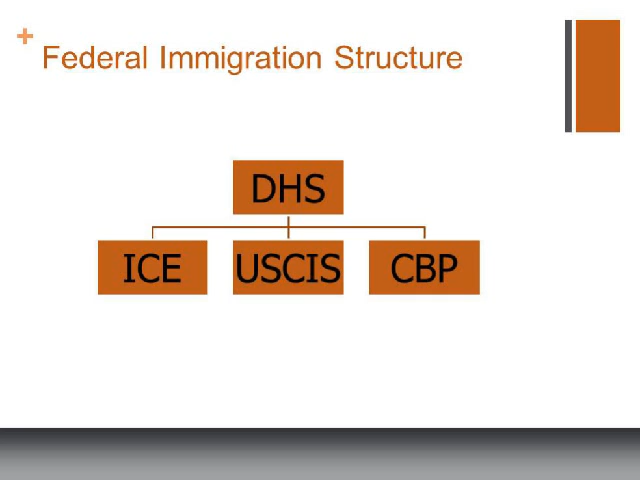 +
Federal Immigration Structure
DHS
ICE USCIS CBP